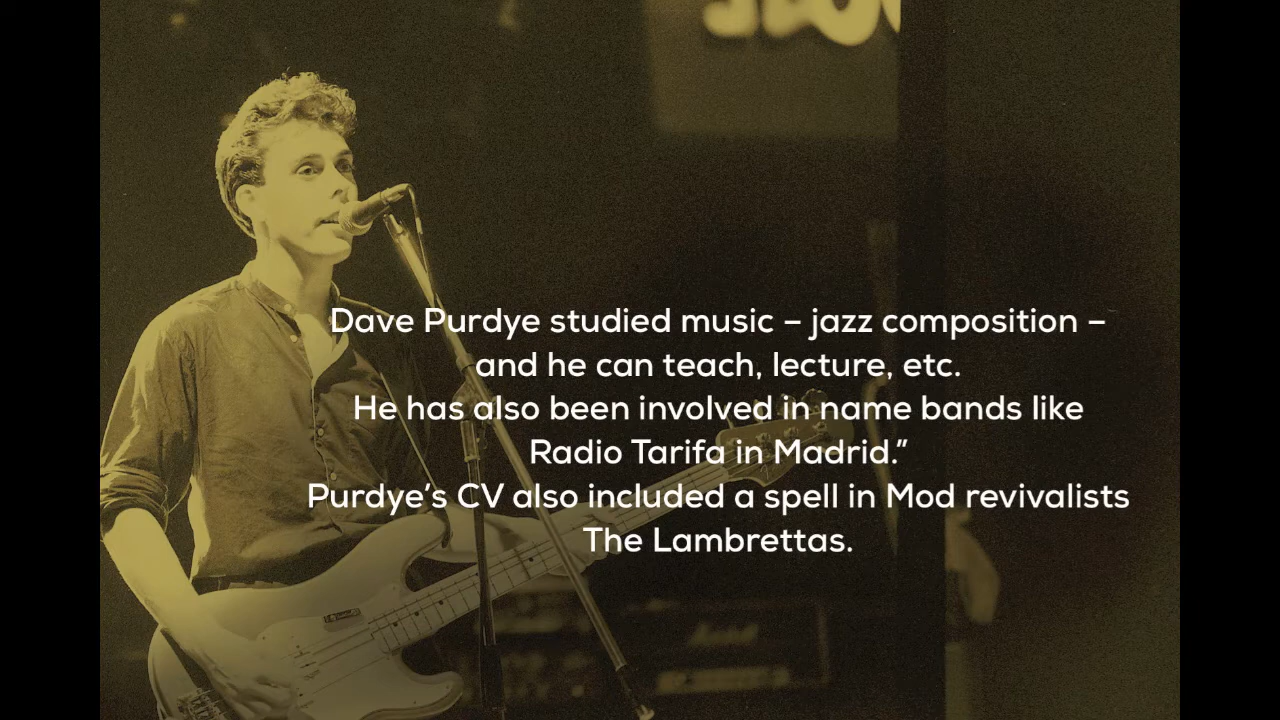 Dave Purdye studied music – jazz composition –
and he can teach, lecture, etc.
He has also been involved in name bands like
Radio Tarifa in Madrid.”
Purdye’s CV also included a spell in Mod revivalists
The Lambrettas.